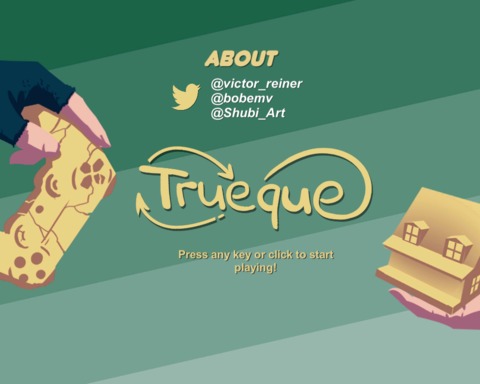 ABOUT
@victor_reiner
@bobemv
@Shubi_Art
Trueque
Press any key or click to start
playing!